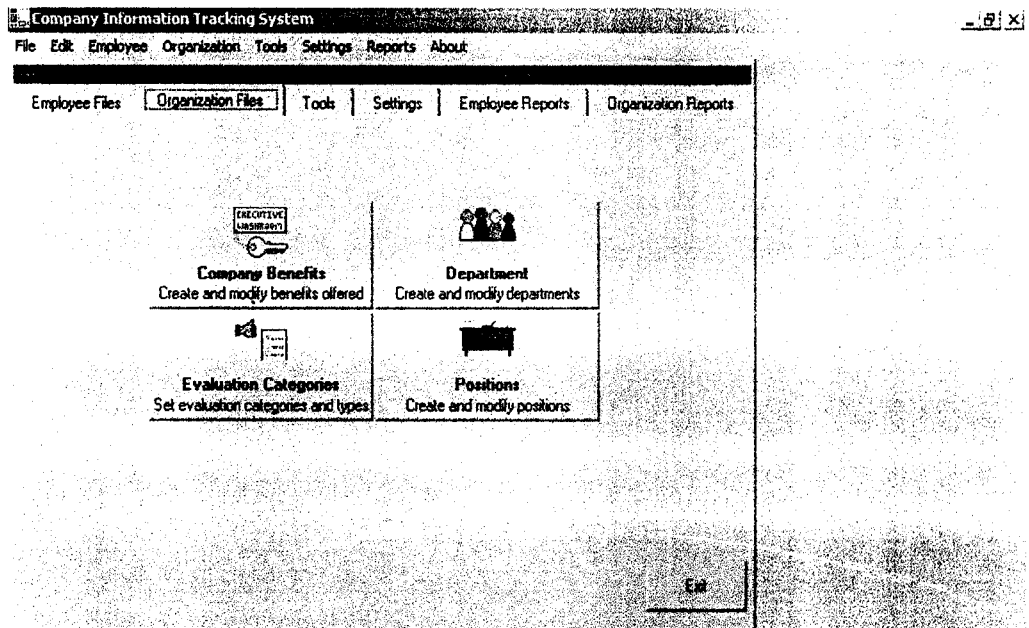 Company Information Tracking System
File Edit Employee Organization Tools Settings Reports About
Employee Files Organization Files Tools Settings Employee Reports Organization Reports
EXECUTIVE
WASHROOM
Company Benefits
Create and modify benefits offered
Department
Create and modify departments
Evaluation Categories
Set evaluation categories and types
Positions
Create and modify positions
Exit